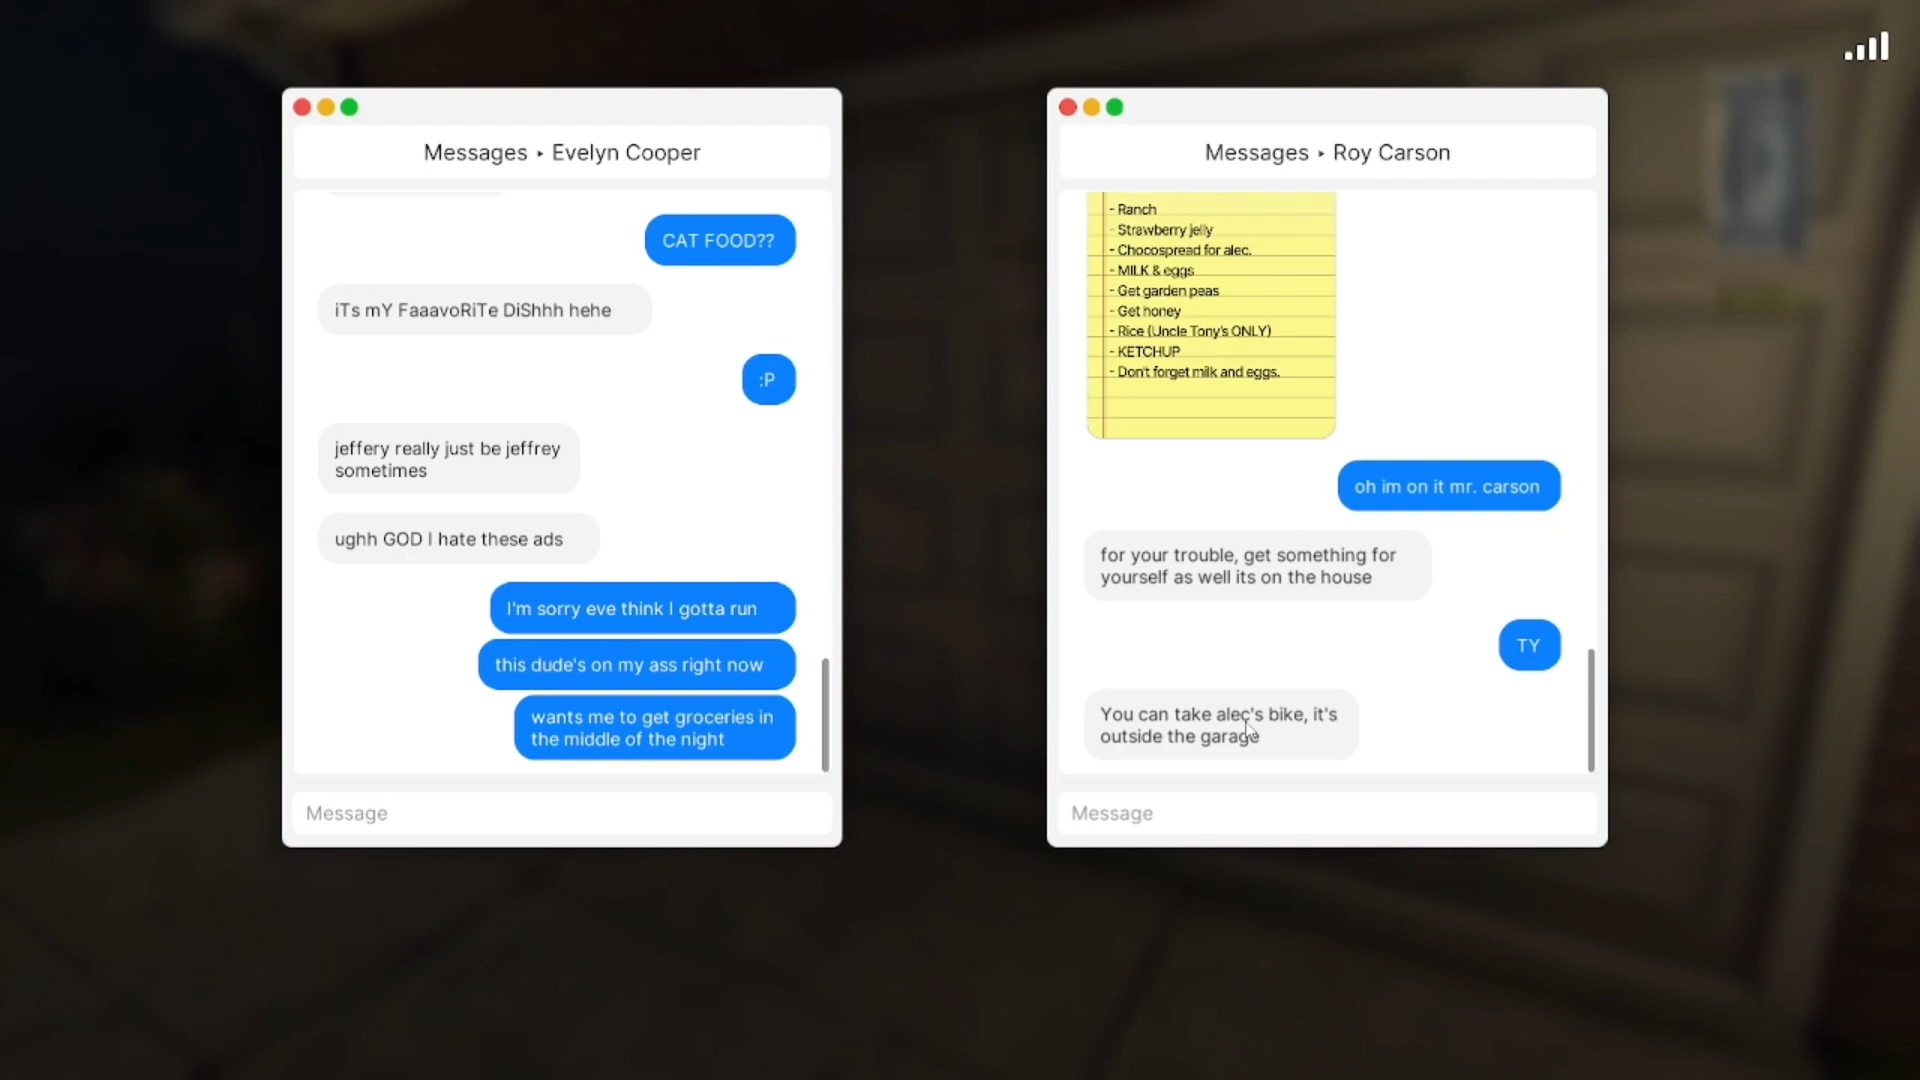 Messages ‣ Evelyn Cooper
CAT FOOD??
iTs mY FaaavoRiTe DiShhh hehe
:P
jeffery really just be jeffrey
sometimes
ughh GOD I hate these ads
I'm sorry eve think I gotta run
this dude's on my ass right now
wants me to get groceries in
the middle of the night
Message
Messages ‣ Roy Carson
- Ranch
- Strawberry jelly
- Chocospread for alec.
- MILK & eggs
- Get garden peas
- Get honey
- Rice (Uncle Tony's ONLY)
- KETCHUP
- Don't forget milk and eggs.
oh im on it mr. carson
for your trouble, get something for
yourself as well its on the house
TY
You can take alec's bike, it's
outside the garage
Message